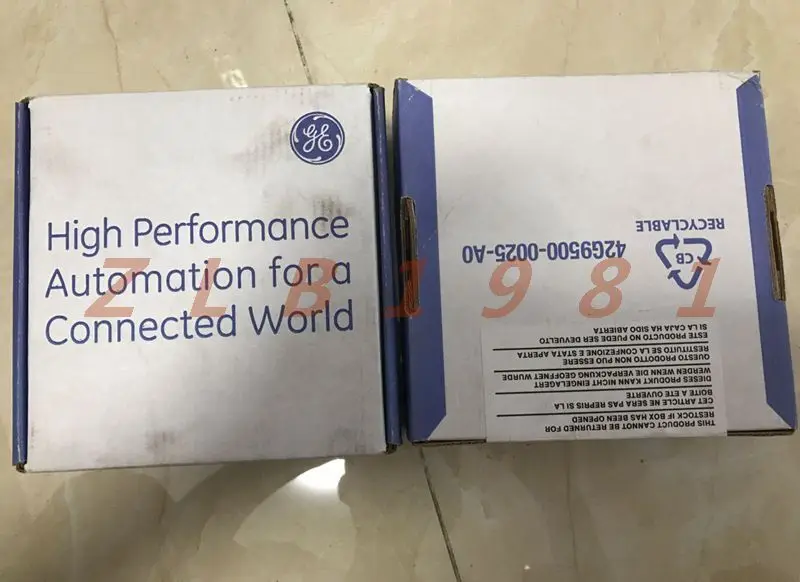 GE
High Performance
Automation for a
Connected World
ZLB1981
42G9500-0025-A0
CB
RECYCLABLE
THIS PRODUCT CANNOT BE RETURNED FOR
RESTOCK IF BOX HAS BEEN OPENED
CET ARTICLE NE SERA PAS REPRIS SI LA
BOITE A ETE OUVERTE
DIESES PRODUKT KANN NICHT EINGELAGERT
WERDEN WENN DIE VERPACKUNG GEOFFNET WURDE
QUESTO PRODOTTO NON PUO ESSERE
RESTITUITO SE LA CONFEZIONE E STATA APERTA
ESTE PRODUCTO NO PUEDE SER DEVUELTO
SI LA CAJA HA SIDO ABIERTA